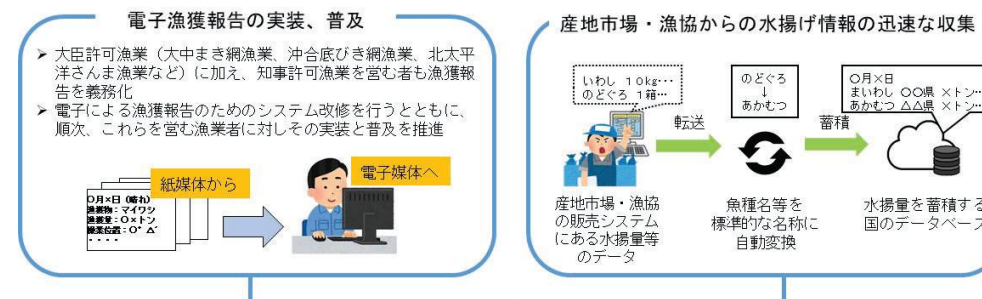 電子漁獲報告の実装、普及
➢ 大臣許可漁業（大中まき網漁業、沖合底びき網漁業、北太平
洋さんま漁業など）に加え、知事許可漁業を営む者も漁獲報
告を義務化
➢ 電子による漁獲報告のためのシステム改修を行うとともに、
順次、これらを営む漁業者に対しその実装と普及を推進
紙媒体から
電子媒体へ
〇月×日（晴れ）
漁獲物：マイワシ
漁獲量：〇×トン
操業位置：〇°△′
・・・・
産地市場・漁協からの水揚げ情報の迅速な収集
いわし　１０kg…
のどぐろ　１箱…
転送
のどぐろ
↓
あかむつ
蓄積
〇月×日
まいわし　〇〇県　×トン…
あかむつ　△△県　×トン…
産地市場・漁協
の販売システム
にある水揚量等
のデータ
魚種名等を
標準的な名称に
自動変換
水揚量を蓄積する
国のデータベース